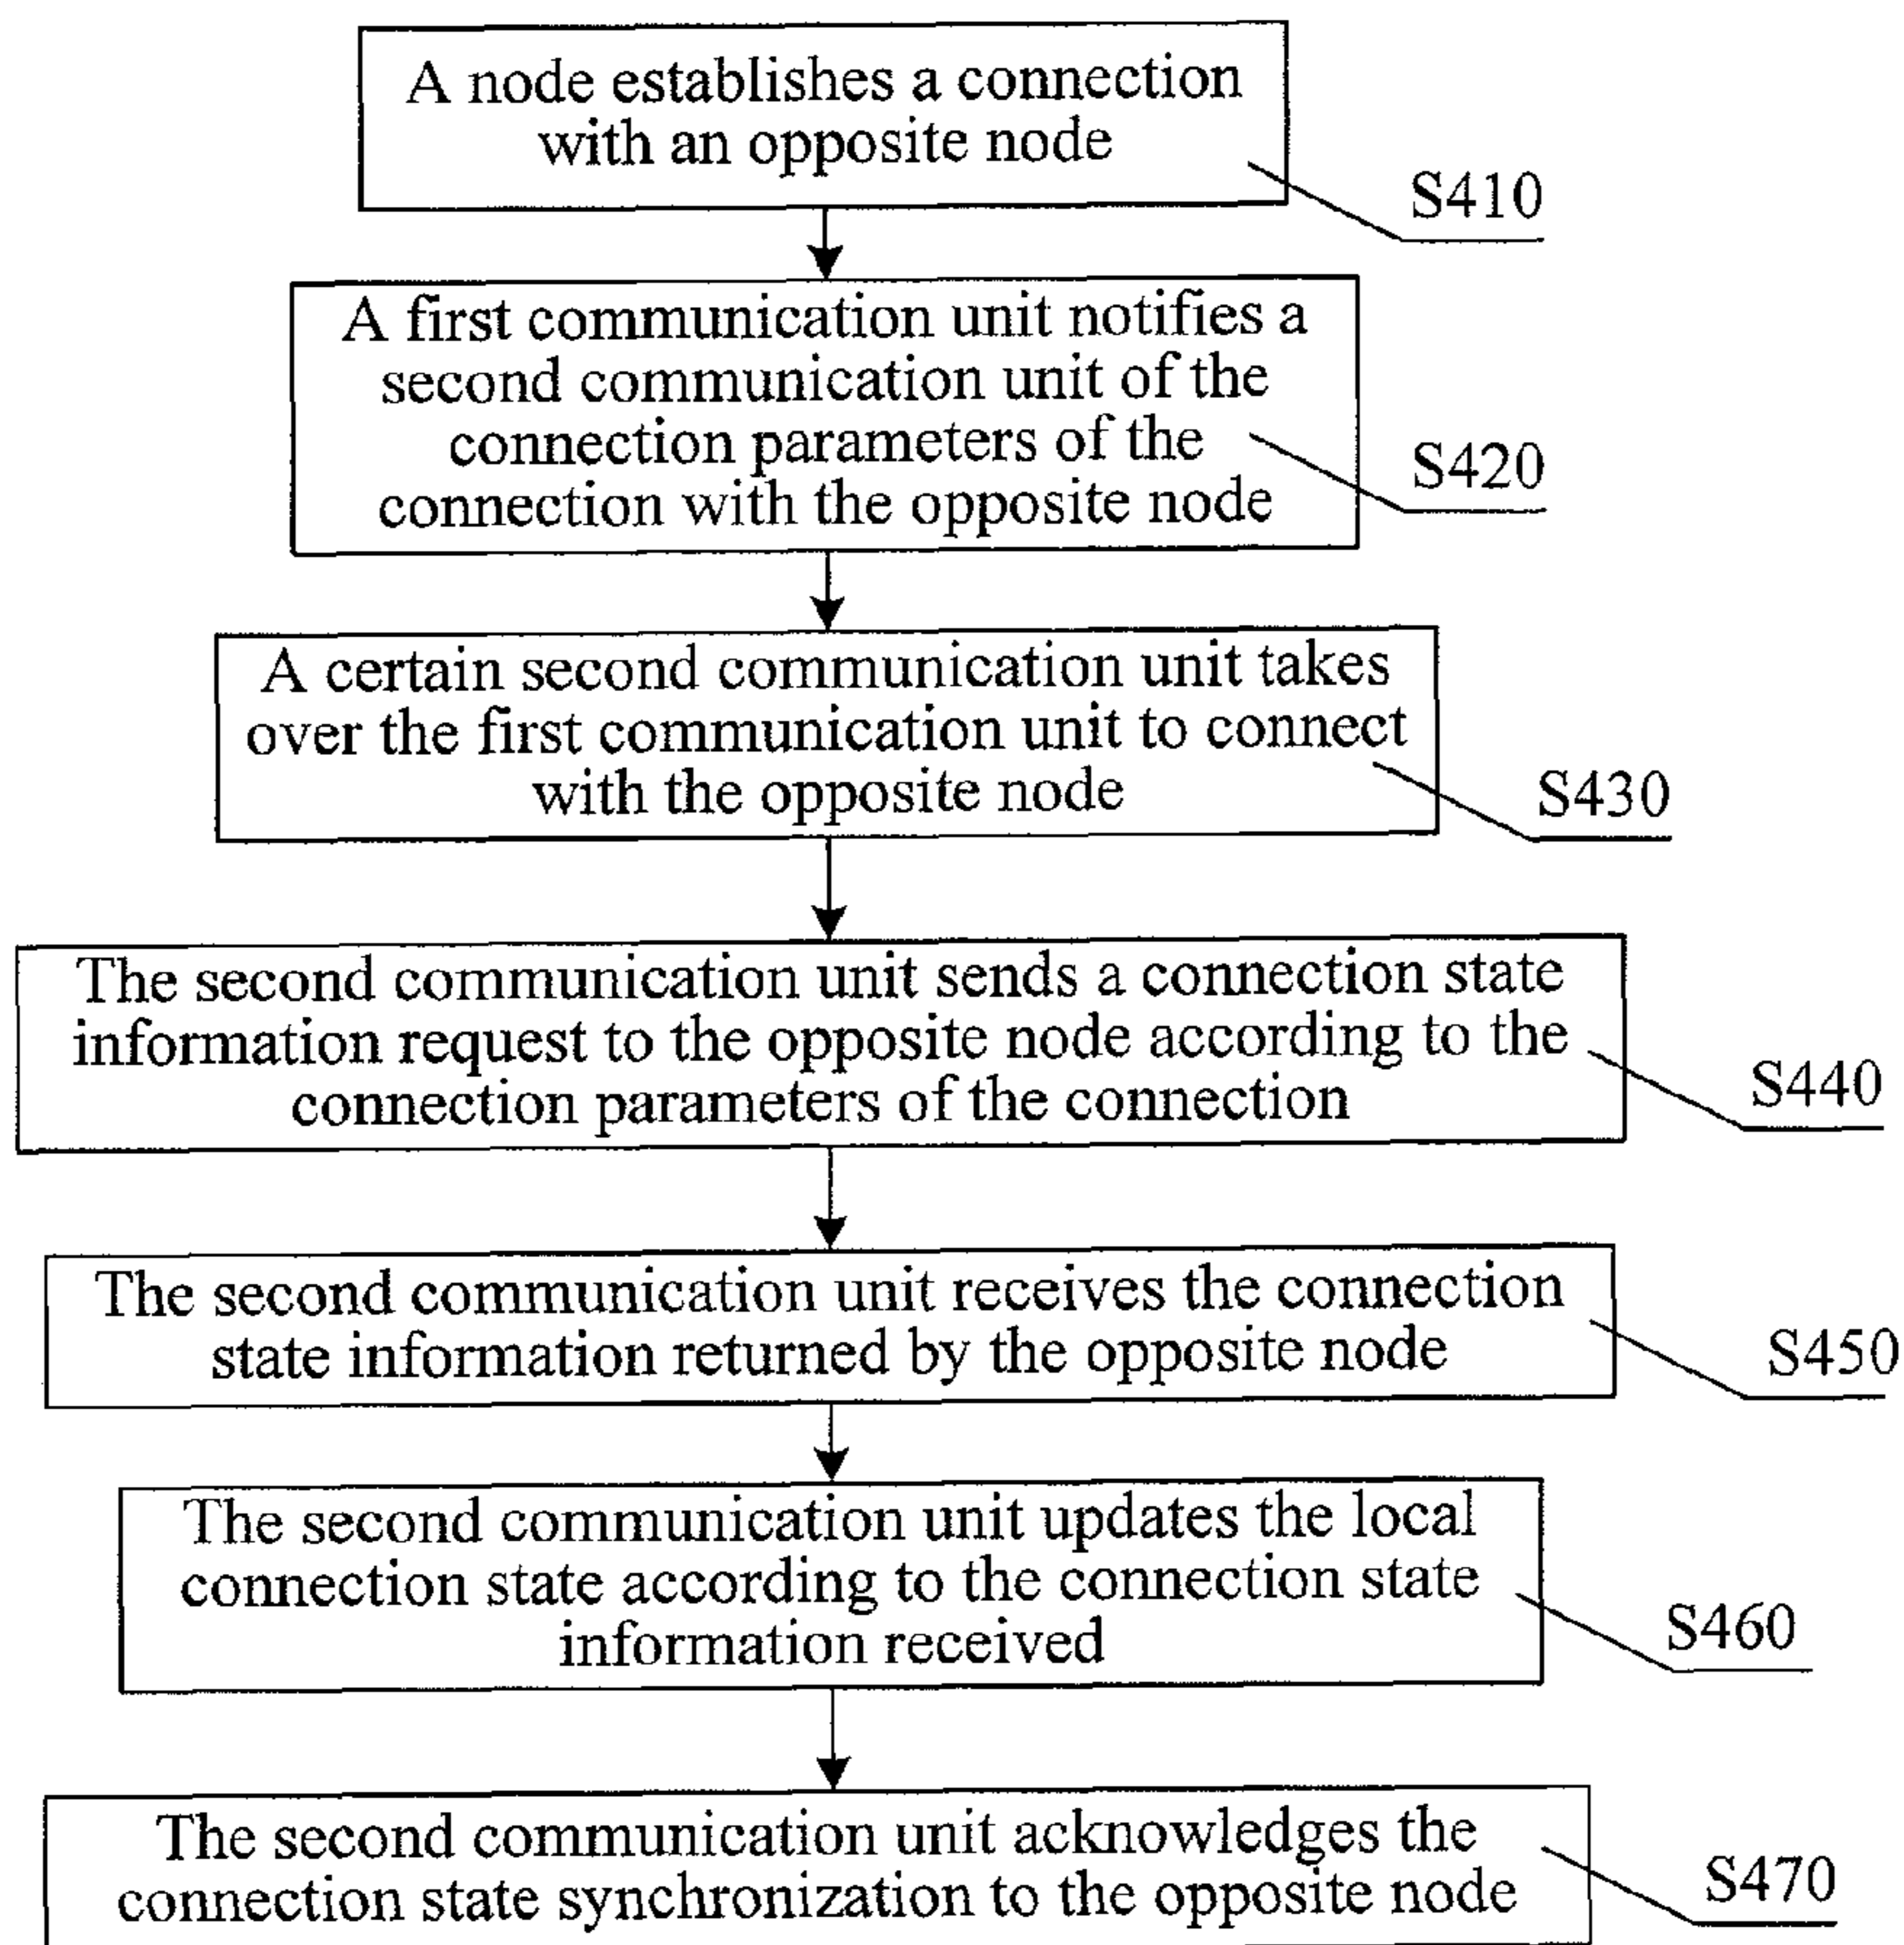 A node establishes a connection
with an opposite node
S410
A first communication unit notifies a
second communication unit of the
connection parameters of the
connection with the opposite node
S420
A certain second communication unit takes
over the first communication unit to connect
with the opposite node
S430
The second communication unit sends a connection state
information request to the opposite node according to the
connection parameters of the connection
S440
The second communication unit receives the connection
state information returned by the opposite node
S450
The second communication unit updates the local
connection state according to the connection state
information received
S460
The second communication unit acknowledges the
connection state synchronization to the opposite node
S470